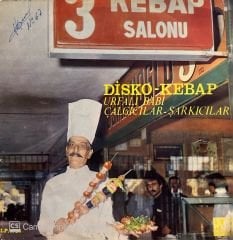 3 KEBAP
SALONU
DİSKO-KEBAP
URFALI BABI
ÇALGICILAR-ŞARKICILAR